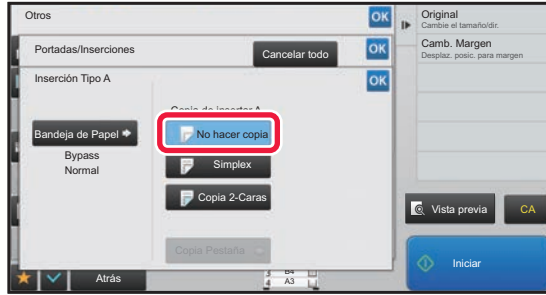 Otros
OK
Portadas/Inserciones
Cancelar todo
OK
Inserción Tipo A
OK
Copia de insertar A
Bandeja de Papel
Bypass
Normal
No hacer copia
Simplex
Copia 2-Caras
Copia Pestaña
Atrás
3 B4
4 A3
Original
Cambie el tamaño/dir.
Camb. Margen
Desplaz. posic. para margen
Vista previa
CA
Iniciar